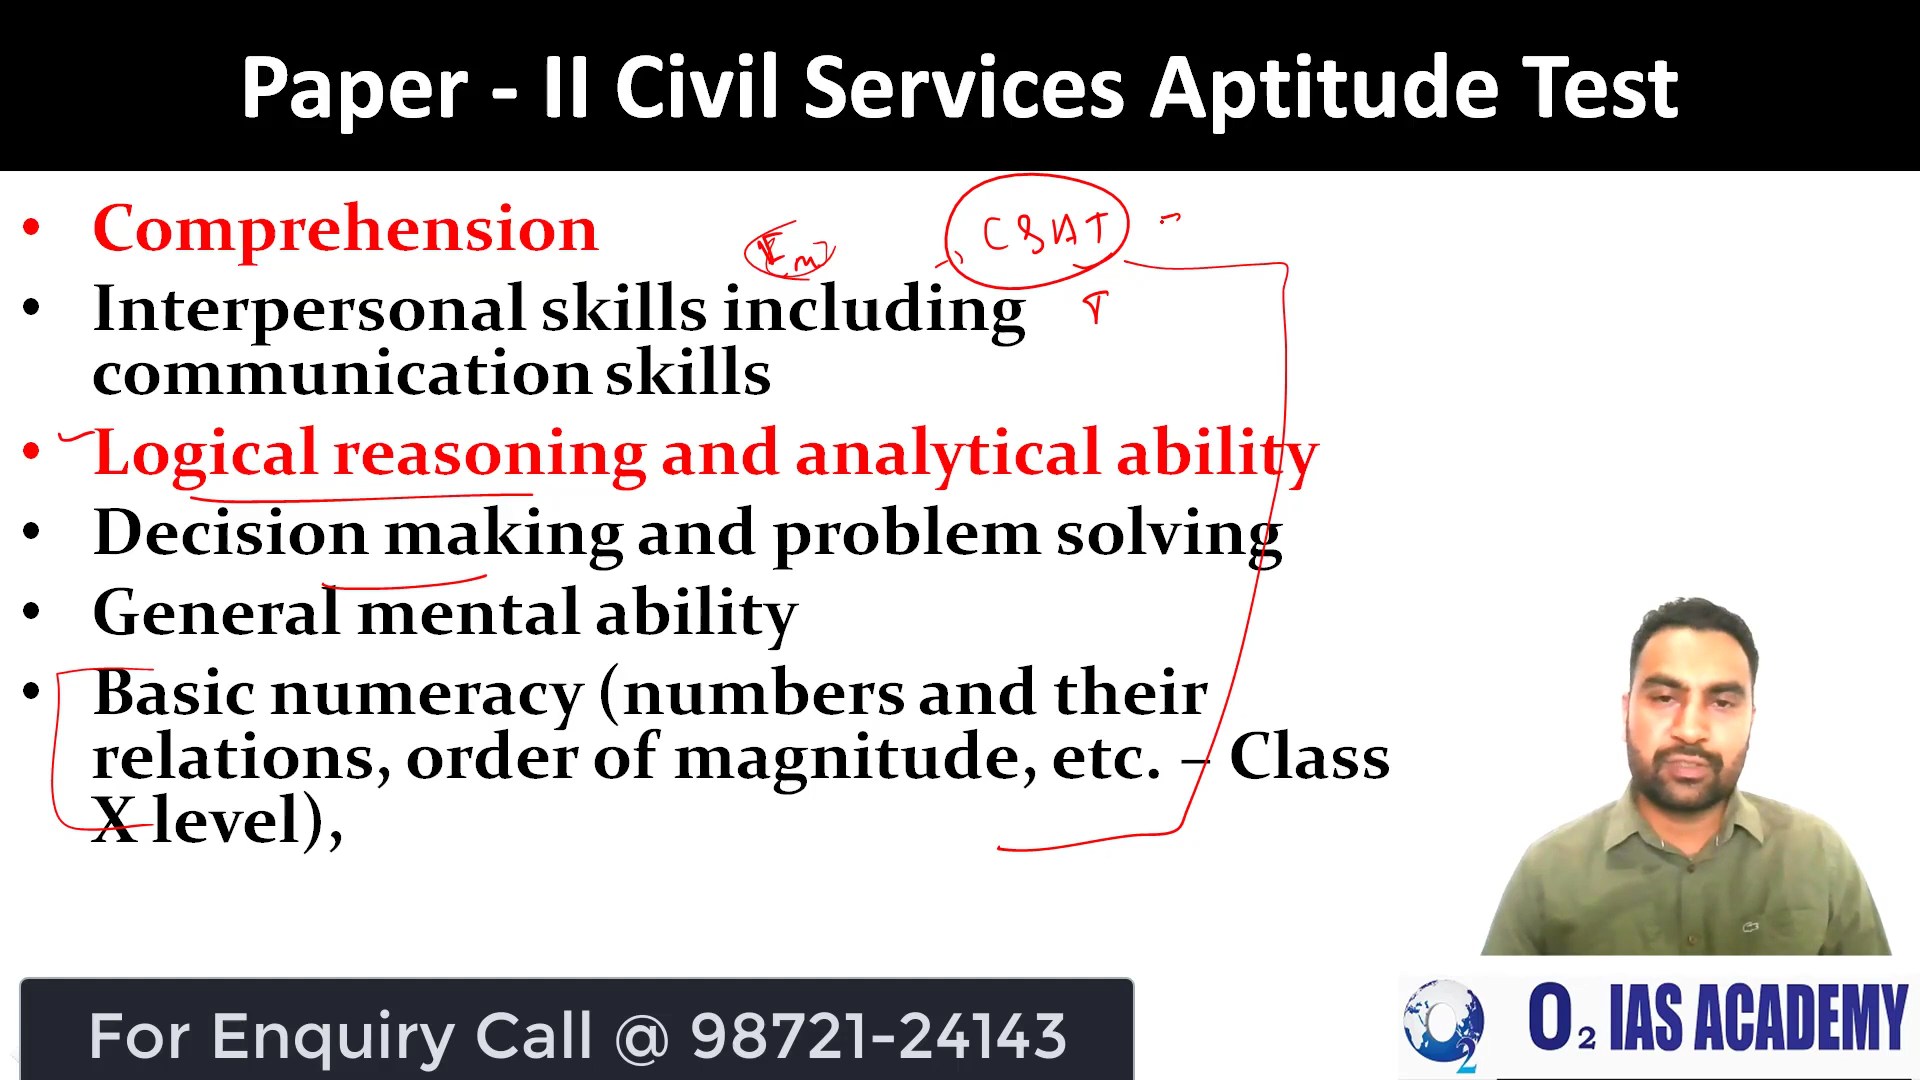 Paper - II Civil Services Aptitude Test
• Comprehension
CSAT
• Interpersonal skills including
communication skills
• Logical reasoning and analytical ability
• Decision making and problem solving
• General mental ability
• Basic numeracy (numbers and their
relations, order of magnitude, etc. – Class
X level),
For Enquiry Call @ 98721-24143
O2
O2 IAS ACADEMY